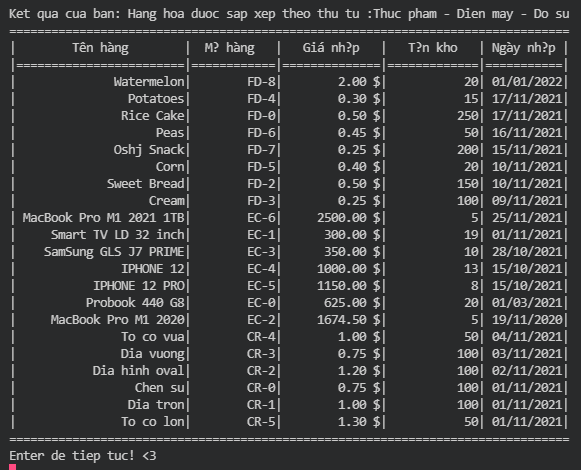 Ket qua cua ban: Hang hoa duoc sap xep theo thu tu :Thuc pham - Dien may - Do su
================================================================================
| Tên hàng | M? hàng | Giá nh?p | T?n kho | Ngày nh?p |
|====================|==========|==============|============|===========|
| Watermelon| FD-8| 2.00 $| 20| 01/01/2022|
| Potatoes| FD-4| 0.30 $| 15| 17/11/2021|
| Rice Cake| FD-0| 0.50 $| 250| 17/11/2021|
| Peas| FD-6| 0.45 $| 50| 16/11/2021|
| Oshj Snack| FD-7| 0.25 $| 200| 15/11/2021|
| Corn| FD-5| 0.40 $| 20| 10/11/2021|
| Sweet Bread| FD-2| 0.50 $| 150| 10/11/2021|
| Cream| FD-3| 0.25 $| 100| 09/11/2021|
| MacBook Pro M1 2021 1TB| EC-6| 2500.00 $| 5| 25/11/2021|
| Smart TV LD 32 inch| EC-1| 300.00 $| 19| 01/11/2021|
| SamSung GLS J7 PRIME| EC-3| 350.00 $| 10| 28/10/2021|
| IPHONE 12| EC-4| 1000.00 $| 13| 15/10/2021|
| IPHONE 12 PRO| EC-5| 1150.00 $| 8| 15/10/2021|
| Probook 440 G8| EC-0| 625.00 $| 20| 01/03/2021|
| MacBook Pro M1 2020| EC-2| 1674.50 $| 5| 19/11/2020|
| To co vua| CR-4| 1.00 $| 50| 04/11/2021|
| Dia vuong| CR-3| 0.75 $| 100| 03/11/2021|
| Dia hinh oval| CR-2| 1.20 $| 100| 02/11/2021|
| Chen su| CR-0| 0.75 $| 100| 01/11/2021|
| Dia tron| CR-1| 1.00 $| 100| 01/11/2021|
| To co lon| CR-5| 1.30 $| 50| 01/11/2021|
================================================================================
Enter de tiep tuc! <3